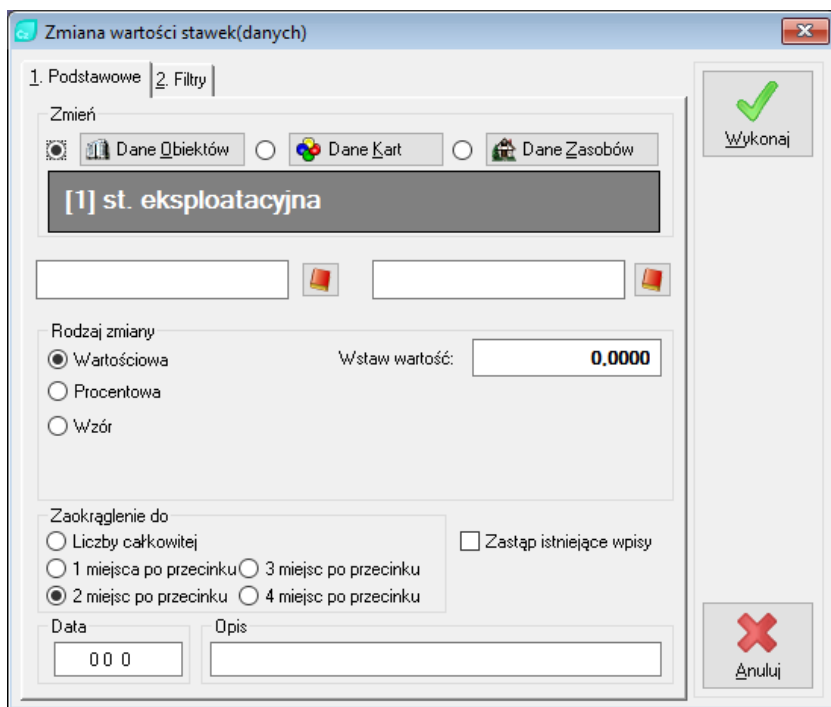 Zmiana wartości stawek(danych)
1. Podstawowe 2. Filtry
Zmień
Dane Obiektów Dane Kart Dane Zasobów
[1] st. eksploatacyjna
Rodzaj zmiany
Wartościowa Wstaw wartość: 0,0000
Procentowa
Wzór
Zaokrąglenie do
Liczby całkowitej
1 miejsca po przecinku 3 miejsc po przecinku
2 miejsc po przecinku 4 miejsc po przecinku
Zastąp istniejące wpisy
Data Opis
00 0
Wykonaj
Anuluj